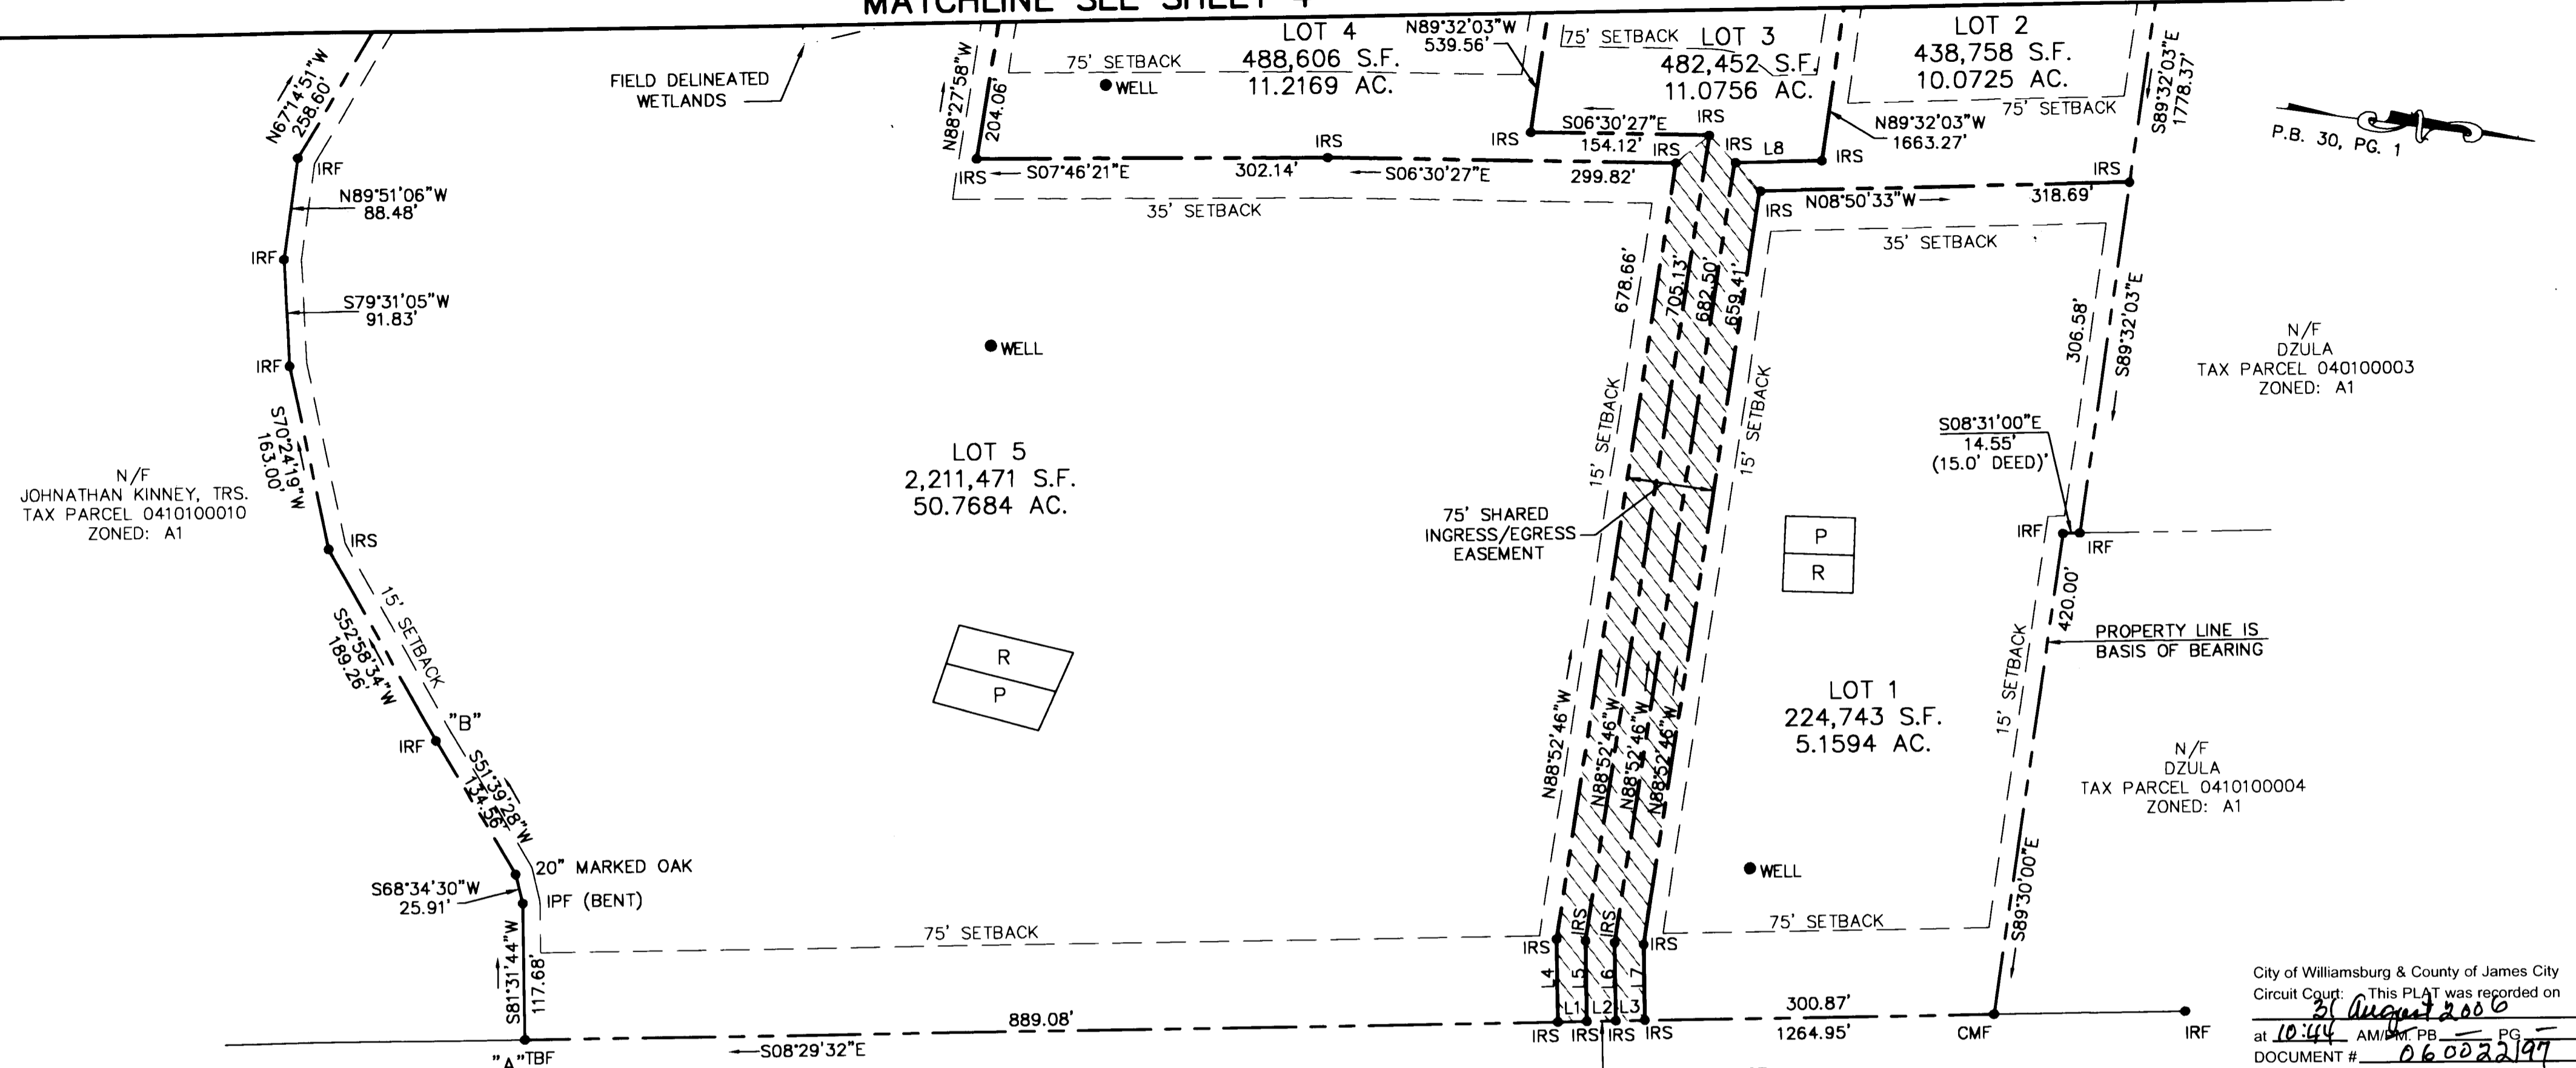 MATCHLINE SEE SHEET 4
N67°14'51"W
258.60'
FIELD DELINEATED
WETLANDS
N88°27'58"W
204.06'
LOT 4
488,606 S.F.
11.2169 AC.
75' SETBACK
WELL
N89°32'03"W
539.56'
75' SETBACK
LOT 3
482,452 S.F.
11.0756 AC.
LOT 2
438,758 S.F.
10.0725 AC.
75' SETBACK
S89°32'03"E
1778.37'
P.B. 30, PG. 1
IRS
S06°30'27"E
154.12'
IRS
IRS
IRS
L8
IRS
N89°32'03"W
1663.27'
IRS
IRF
IRS
S07°46'21"E
302.14'
S06°30'27"E
299.82'
IRS
N08°50'33"W
318.69'
N89°51'06"W
88.48'
35' SETBACK
35' SETBACK
IRF
S79°31'05"W
91.83'
IRF
WELL
678.66'
705.13'
682.50'
659.41'
306.58'
S89°32'03"E
N/F
DZULA
TAX PARCEL 040100003
ZONED: A1
S70°24'19"W
163.00'
15' SETBACK
15' SETBACK
S08°31'00"E
14.55'
(15.0' DEED)
N/F
JOHNATHAN KINNEY, TRS.
TAX PARCEL 0410100010
ZONED: A1
LOT 5
2,211,471 S.F.
50.7684 AC.
75' SHARED
INGRESS/EGRESS
EASEMENT
P
R
IRF
IRF
IRS
15' SETBACK
S52°58'34"W
189.26'
R
P
420.00'
PROPERTY LINE IS
BASIS OF BEARING
15' SETBACK
"B"
IRF
S51°39'28"W
134.56'
N88°52'46"W
N88°52'46"W
N88°52'46"W
N88°52'46"W
LOT 1
224,743 S.F.
5.1594 AC.
N/F
DZULA
TAX PARCEL 0410100004
ZONED: A1
20" MARKED OAK
S68°34'30"W
25.91'
IPF (BENT)
WELL
S89°30'00"E
75' SETBACK
75' SETBACK
S81°31'44"W
117.68'
IRS
IRS
IRS
IRS
L4
L5
L6
L7
L1
L2
L3
889.08'
300.87'
IRS
IRS
IRS
IRS
1264.95'
CMF
IRF
"A"
TBF
S08°29'32"E
City of Williamsburg & County of James City
Circuit Court: This PLAT was recorded on
31 August 2006
at 10:44 AM/PM. PB — PG —
DOCUMENT # 060022197